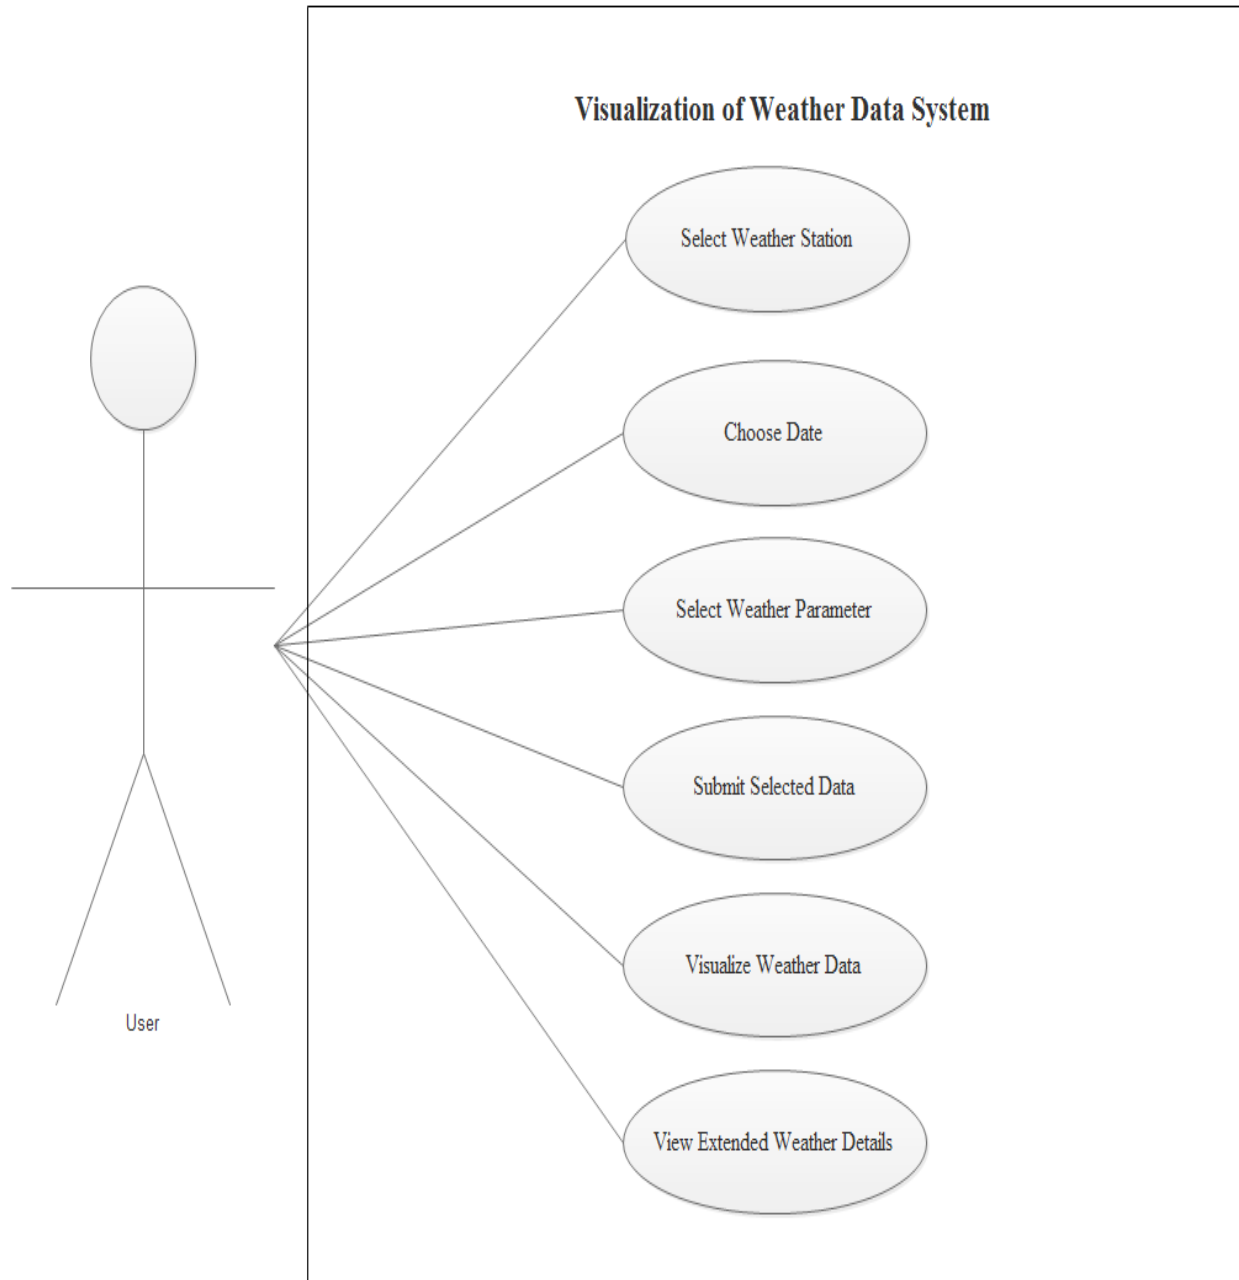 Visualization of Weather Data System
Select Weather Station
Choose Date
Select Weather Parameter
Submit Selected Data
Visualize Weather Data
User
View Extended Weather Details